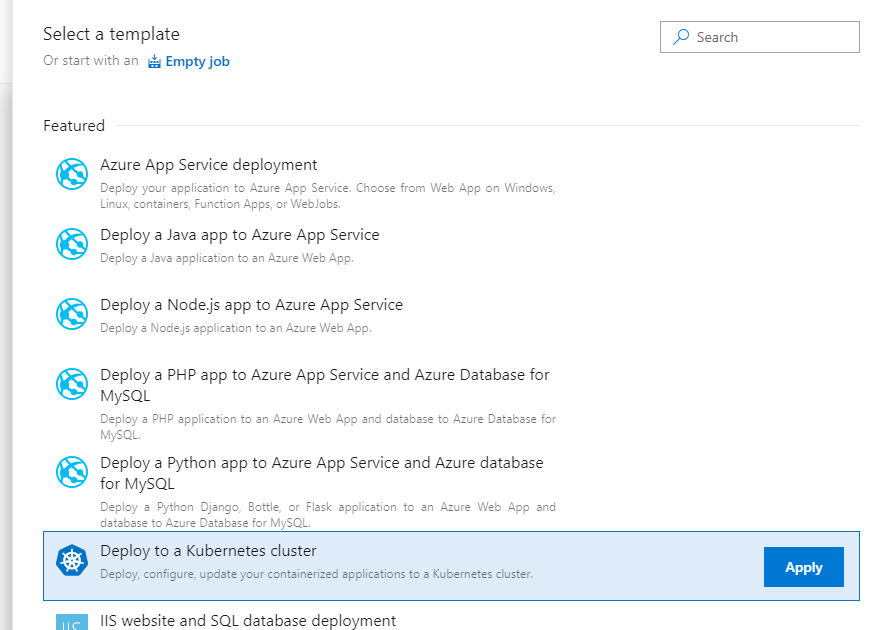 Select a template
Search
Or start with an Empty job
Featured
Azure App Service deployment
Deploy your application to Azure App Service. Choose from Web App on Windows,
Linux, containers, Function Apps, or WebJobs.
Deploy a Java app to Azure App Service
Deploy a Java application to an Azure Web App.
Deploy a Node.js app to Azure App Service
Deploy a Node.js application to an Azure Web App.
Deploy a PHP app to Azure App Service and Azure Database for
MySQL
Deploy a PHP application to an Azure Web App and database to Azure Database for
MySQL.
Deploy a Python app to Azure App Service and Azure database
for MySQL
Deploy a Python Django, Bottle, or Flask application to an Azure Web App and
database to Azure Database for MySQL.
Deploy to a Kubernetes cluster
Deploy, configure, update your containerized applications to a Kubernetes cluster.
Apply
IIS website and SQL database deployment
IIS